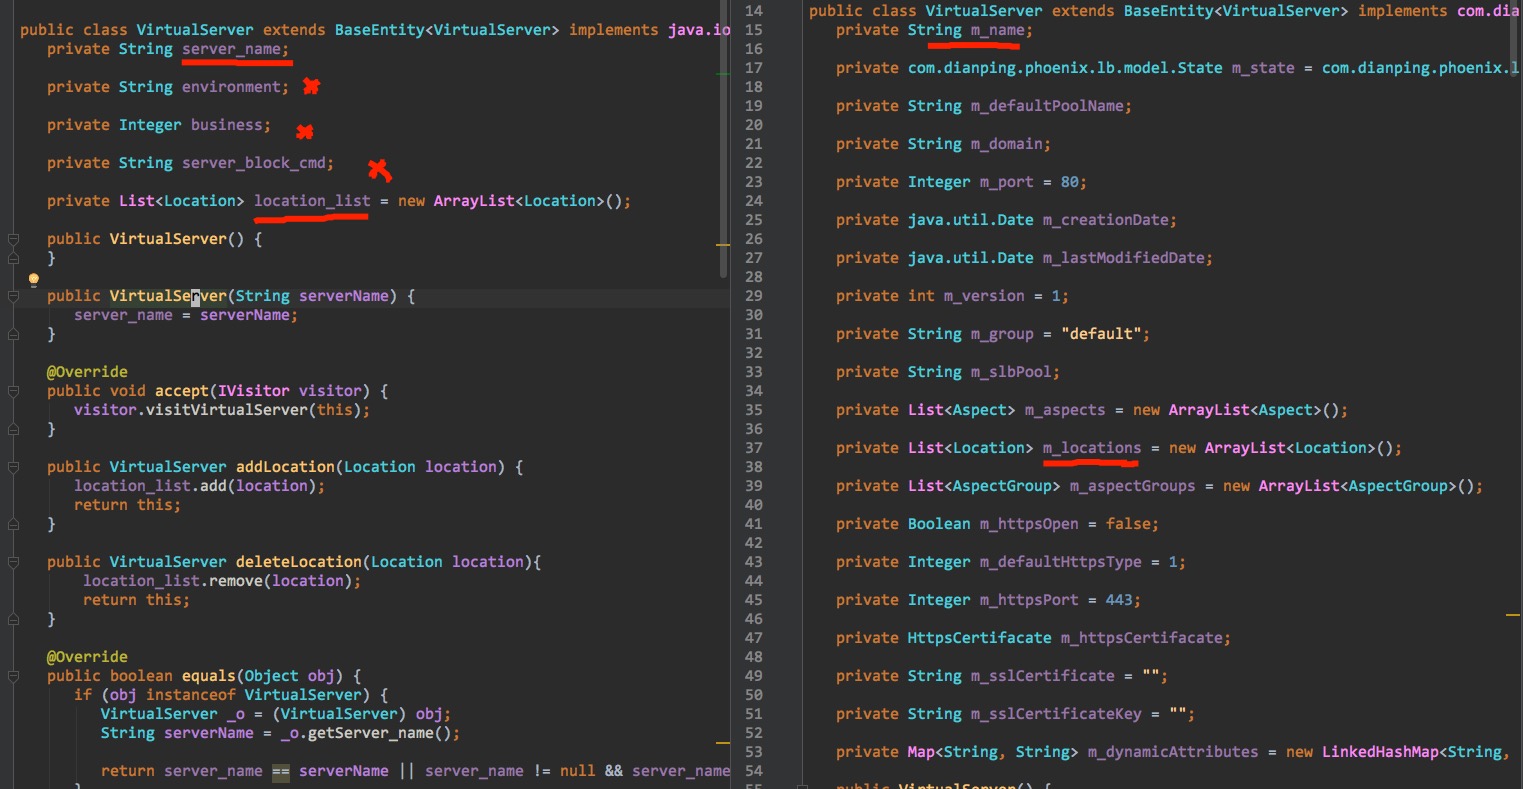 public class VirtualServer extends BaseEntity<VirtualServer> implements java.io
private String server_name;
private String environment;
private Integer business;
private String server_block_cmd;
private List<Location> location_list = new ArrayList<Location>();
public VirtualServer() {
}
public VirtualServer(String serverName) {
server_name = serverName;
}
@Override
public void accept(IVisitor visitor) {
visitor.visitVirtualServer(this);
}
public VirtualServer addLocation(Location location) {
location_list.add(location);
return this;
}
public VirtualServer deleteLocation(Location location){
location_list.remove(location);
return this;
}
@Override
public boolean equals(Object obj) {
if (obj instanceof VirtualServer) {
VirtualServer _o = (VirtualServer) obj;
String serverName = _o.getServer_name();
return server_name == serverName || server_name != null && server_name
14 public class VirtualServer extends BaseEntity<VirtualServer> implements com.dia
15 private String m_name;
16
17 private com.dianping.phoenix.lb.model.State m_state = com.dianping.phoenix.l
18
19 private String m_defaultPoolName;
20
21 private String m_domain;
22
23 private Integer m_port = 80;
24
25 private java.util.Date m_creationDate;
26
27 private java.util.Date m_lastModifiedDate;
28
29 private int m_version = 1;
30
31 private String m_group = "default";
32
33 private String m_slbPool;
34
35 private List<Aspect> m_aspects = new ArrayList<Aspect>();
36
37 private List<Location> m_locations = new ArrayList<Location>();
38
39 private List<AspectGroup> m_aspectGroups = new ArrayList<AspectGroup>();
40
41 private Boolean m_httpsOpen = false;
42
43 private Integer m_defaultHttpsType = 1;
44
45 private Integer m_httpsPort = 443;
46
47 private HttpsCertifacate m_httpsCertifacate;
48
49 private String m_sslCertificate = "";
50
51 private String m_sslCertificateKey = "";
52
53 private Map<String, String> m_dynamicAttributes = new LinkedHashMap<String,
54
55 public VirtualServer() {